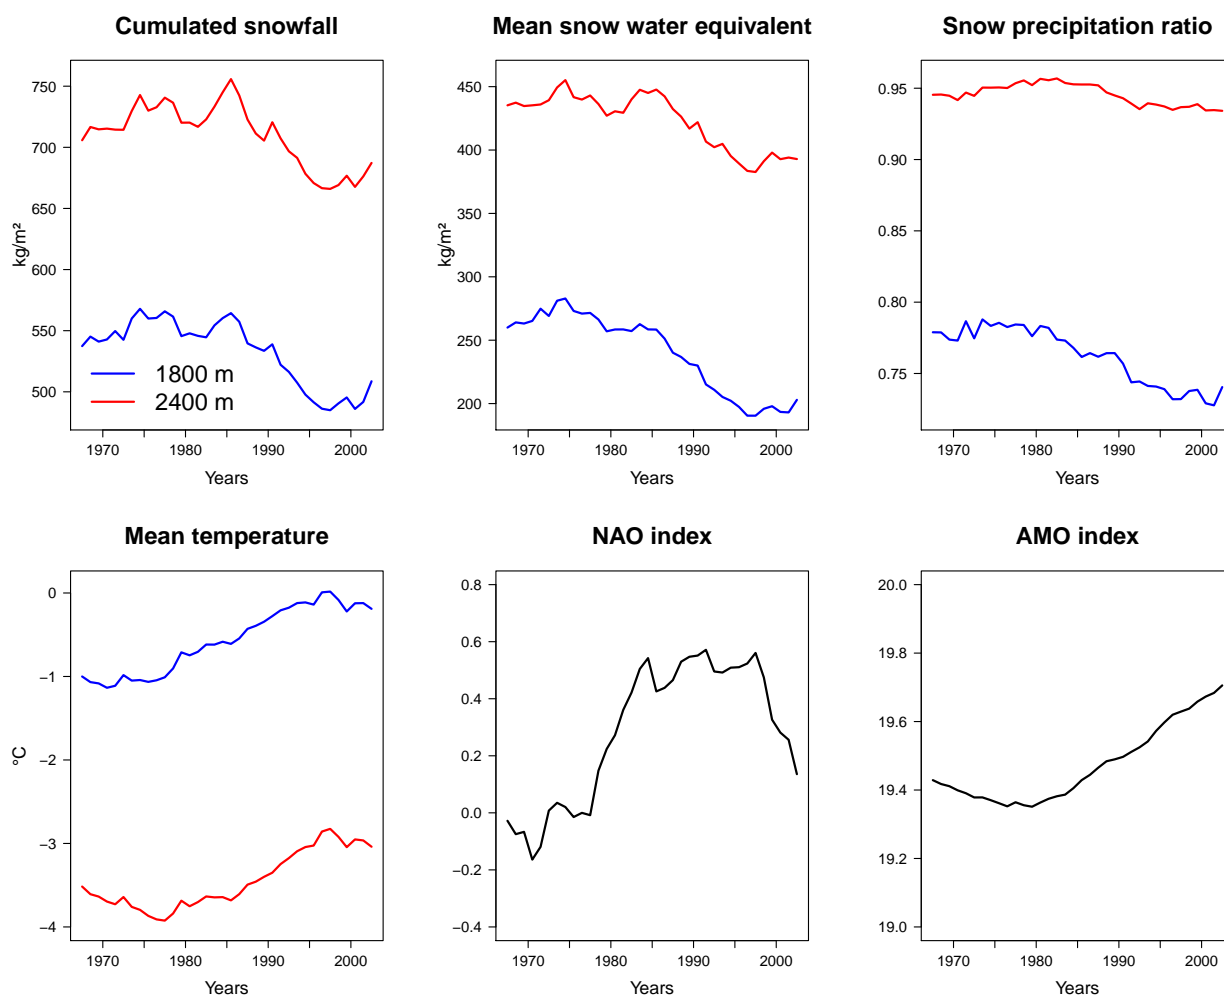 Cumulated snowfall
750
700
650
600
550
500
kg/m²
1800 m
2400 m
1970 1980 1990 2000
Years
Mean snow water equivalent
450
400
350
300
250
200
kg/m²
1970 1980 1990 2000
Years
Snow precipitation ratio
0.95
0.90
0.85
0.80
0.75
1970 1980 1990 2000
Years
Mean temperature
0
−1
−2
−3
−4
°C
1970 1980 1990 2000
Years
NAO index
0.8
0.6
0.4
0.2
0.0
−0.2
−0.4
1970 1980 1990 2000
Years
AMO index
20.0
19.8
19.6
19.4
19.2
19.0
1970 1980 1990 2000
Years